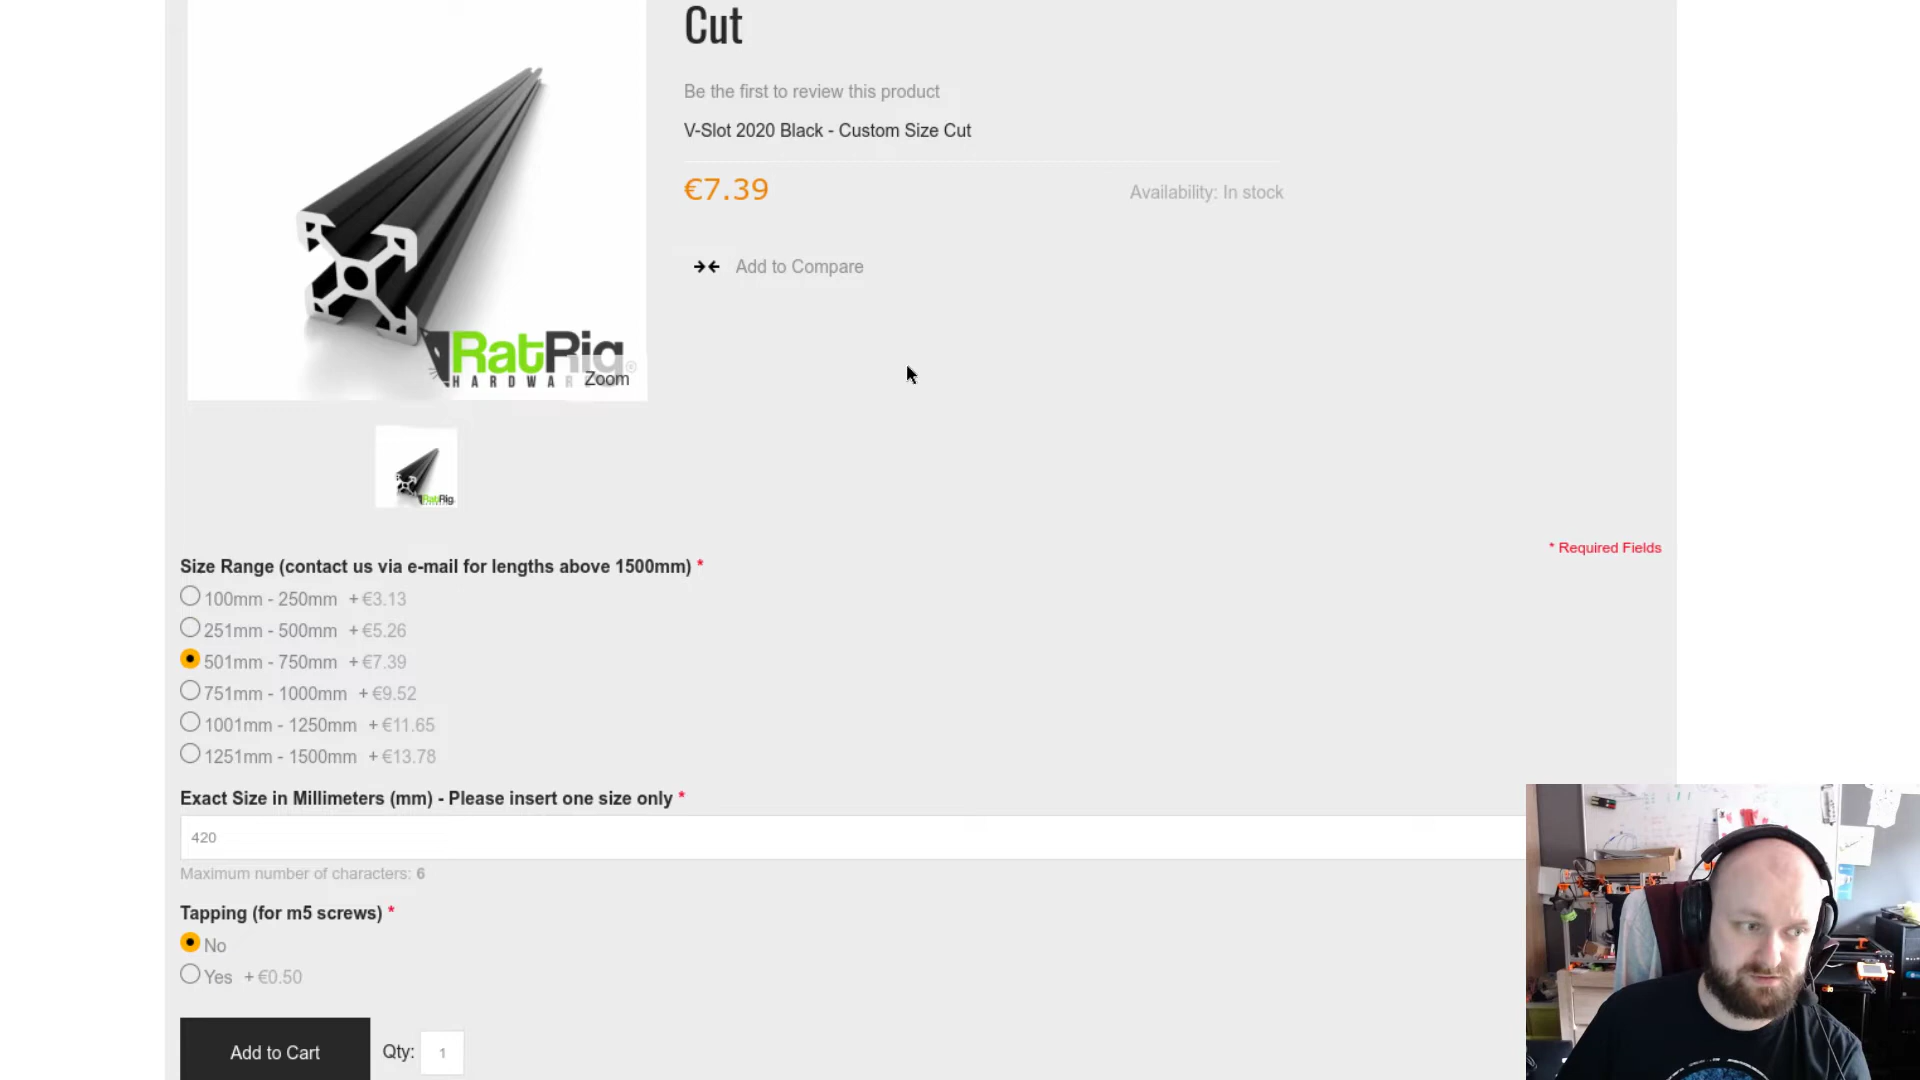 Cut
Be the first to review this product
V-Slot 2020 Black - Custom Size Cut
€7.39
Availability: In stock
Add to Compare
RatRig
HARDWAR
Zoom
RatRig
* Required Fields
Size Range (contact us via e-mail for lengths above 1500mm) *
100mm - 250mm + €3.13
251mm - 500mm + €5.26
501mm - 750mm + €7.39
751mm - 1000mm + €9.52
1001mm - 1250mm + €11.65
1251mm - 1500mm + €13.78
Exact Size in Millimeters (mm) - Please insert one size only *
420
Maximum number of characters: 6
Tapping (for m5 screws) *
No
Yes + €0.50
Add to Cart
Qty: 1